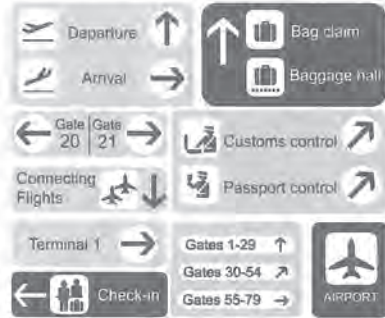 Departure
Arrival
Bag claim
Baggage hall
Gate 20
Gate 21
Connecting
Flights
Customs control
Passport control
Terminal 1
Check-in
Gates 1-29
Gates 30-54
Gates 55-79
AIRPORT